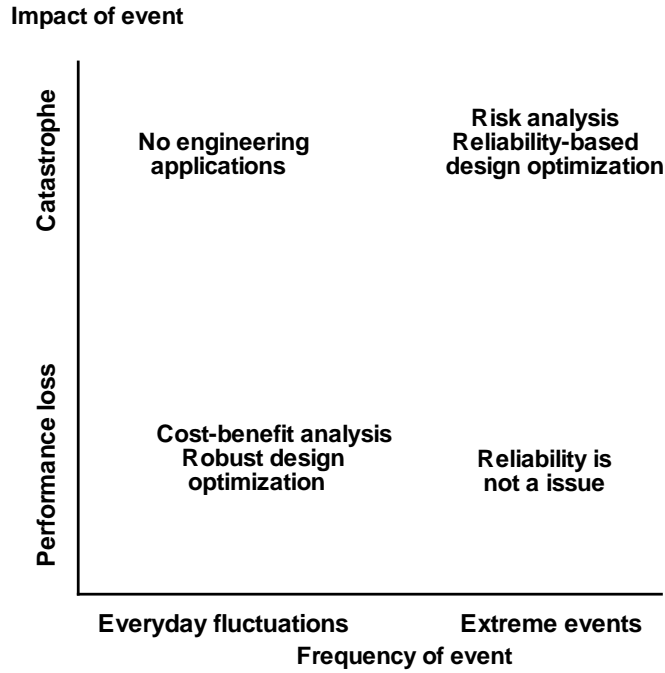 Impact of event
Catastrophe
No engineering
applications
Risk analysis
Reliability-based
design optimization
Performance loss
Cost-benefit analysis
Robust design
optimization
Reliability is
not a issue
Everyday fluctuations
Extreme events
Frequency of event